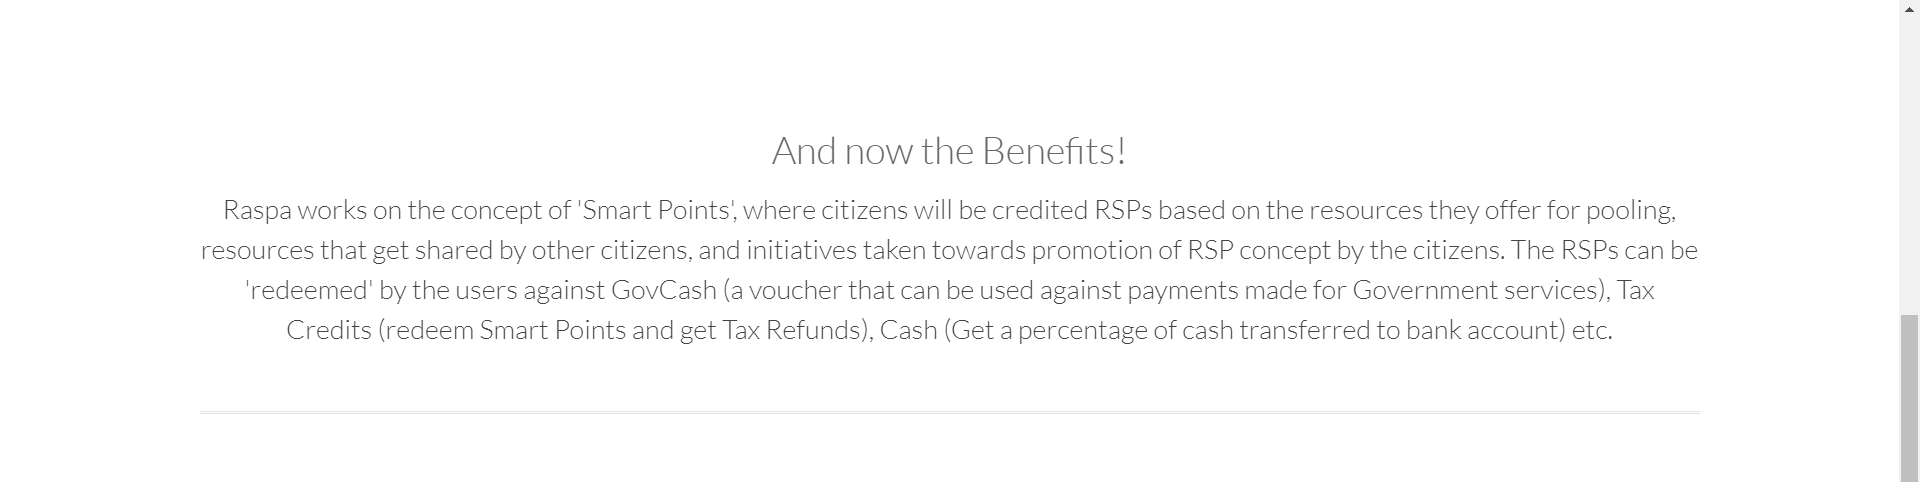 And now the Benefits!
Raspa works on the concept of 'Smart Points', where citizens will be credited RSPs based on the resources they offer for pooling,
resources that get shared by other citizens, and initiatives taken towards promotion of RSP concept by the citizens. The RSPs can be
'redeemed' by the users against GovCash (a voucher that can be used against payments made for Government services), Tax
Credits (redeem Smart Points and get Tax Refunds), Cash (Get a percentage of cash transferred to bank account) etc.